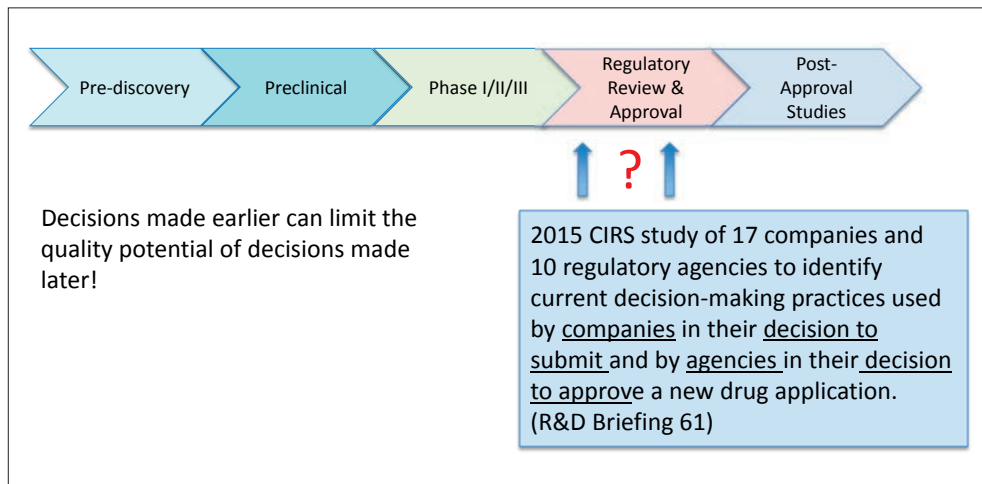 Pre-discovery
Preclinical
Phase I/II/III
Regulatory
Review &
Approval
Post-
Approval
Studies
?
Decisions made earlier can limit the
quality potential of decisions made
later!
2015 CIRS study of 17 companies and
10 regulatory agencies to identify
current decision-making practices used
by companies in their decision to
submit and by agencies in their decision
to approve a new drug application.
(R&D Briefing 61)